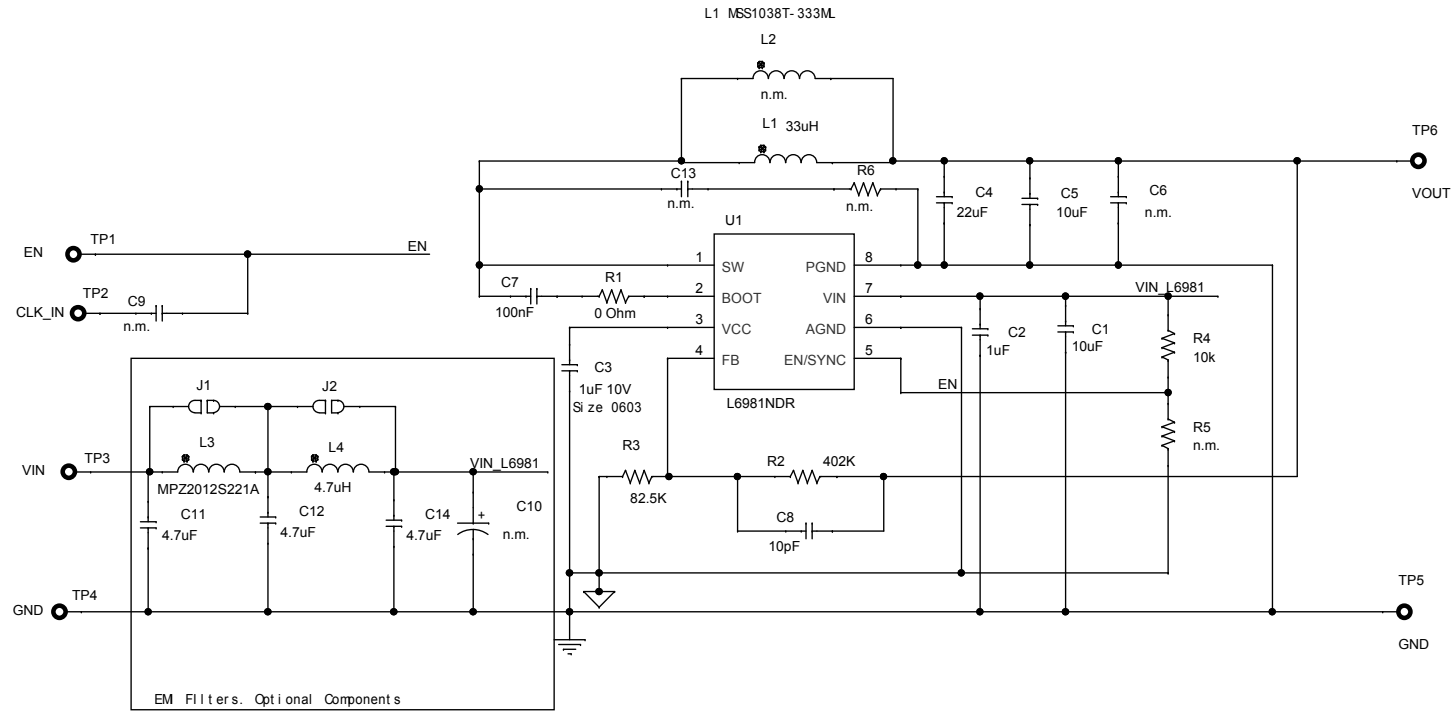 L1 MSS1038T-333ML
L2
n.m.
L1 33uH
TP6
VOUT
C13
n.m.
R6
n.m.
C4
22uF
C5
10uF
C6
n.m.
U1
EN
TP1
EN
TP2
CLK_IN
C9
n.m.
1
SW
PGND
8
C7
100nF
R1
0 Ohm
2
BOOT
VIN
7
VIN_L6981
3
VCC
AGND
6
4
FB
EN/SYNC
5
L6981NDR
C2
1uF
C1
10uF
R4
10k
EN
C3
1uF 10V
Size 0603
R5
n.m.
J1
J2
L3
MPZ2012S221A
L4
4.7uH
VIN
TP3
VIN_L6981
R3
82.5K
R2
402K
C8
10pF
C11
4.7uF
C12
4.7uF
C14
4.7uF
+
C10
n.m.
GND
TP4
TP5
GND
EMI FIlters. Optional Components